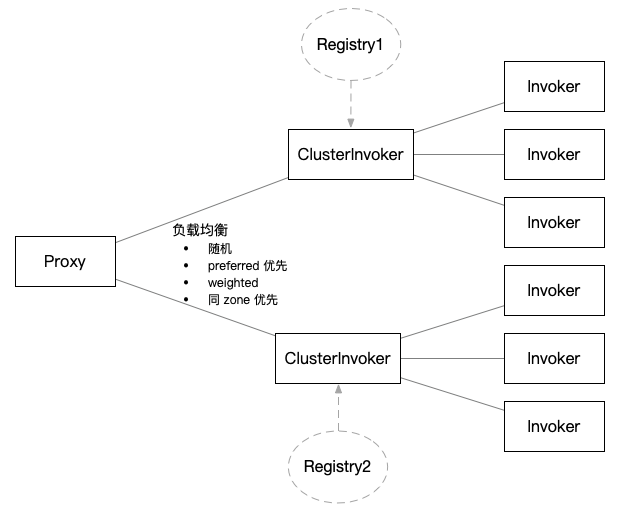 Registry1
Invoker
ClusterInvoker
Invoker
Invoker
负载均衡
• 随机
• preferred 优先
• weighted
• 同 zone 优先
Proxy
Invoker
ClusterInvoker
Invoker
Invoker
Registry2